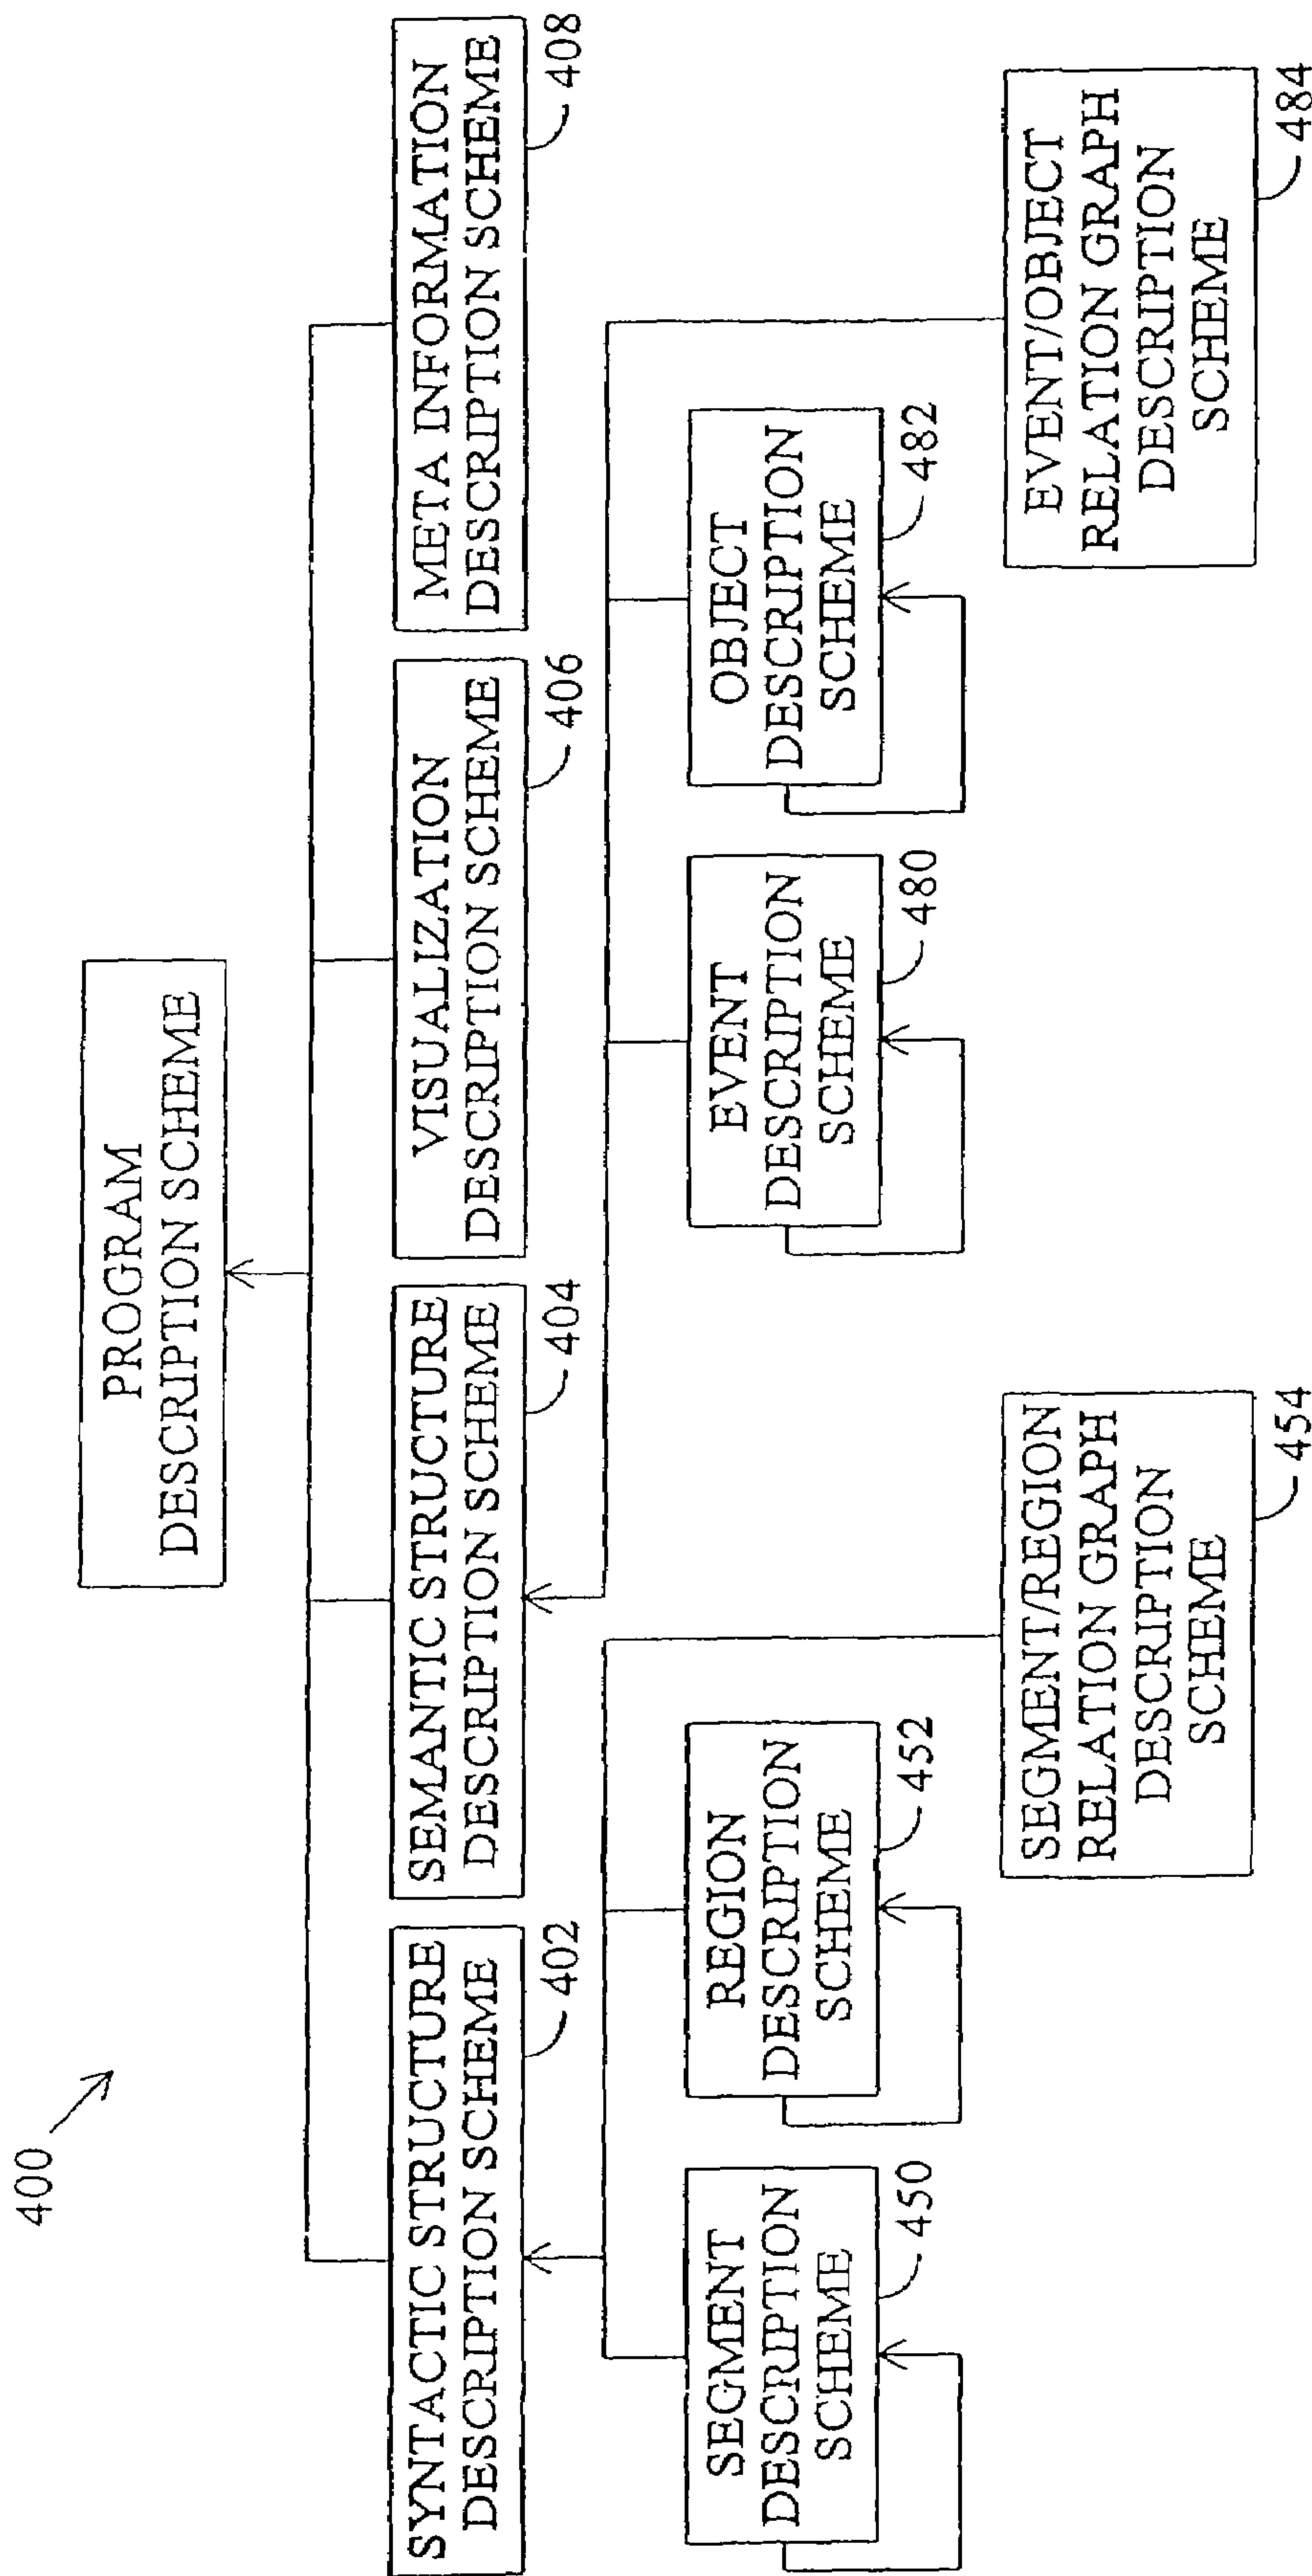 400
PROGRAM
DESCRIPTION SCHEME
SYNTACTIC STRUCTURE
DESCRIPTION SCHEME
402
SEMANTIC STRUCTURE
DESCRIPTION SCHEME
404
VISUALIZATION
DESCRIPTION SCHEME
406
META INFORMATION
DESCRIPTION SCHEME
408
SEGMENT
DESCRIPTION
SCHEME
450
REGION
DESCRIPTION
SCHEME
452
EVENT
DESCRIPTION
SCHEME
480
OBJECT
DESCRIPTION
SCHEME
482
SEGMENT/REGION
RELATION GRAPH
DESCRIPTION
SCHEME
454
EVENT/OBJECT
RELATION GRAPH
DESCRIPTION
SCHEME
484